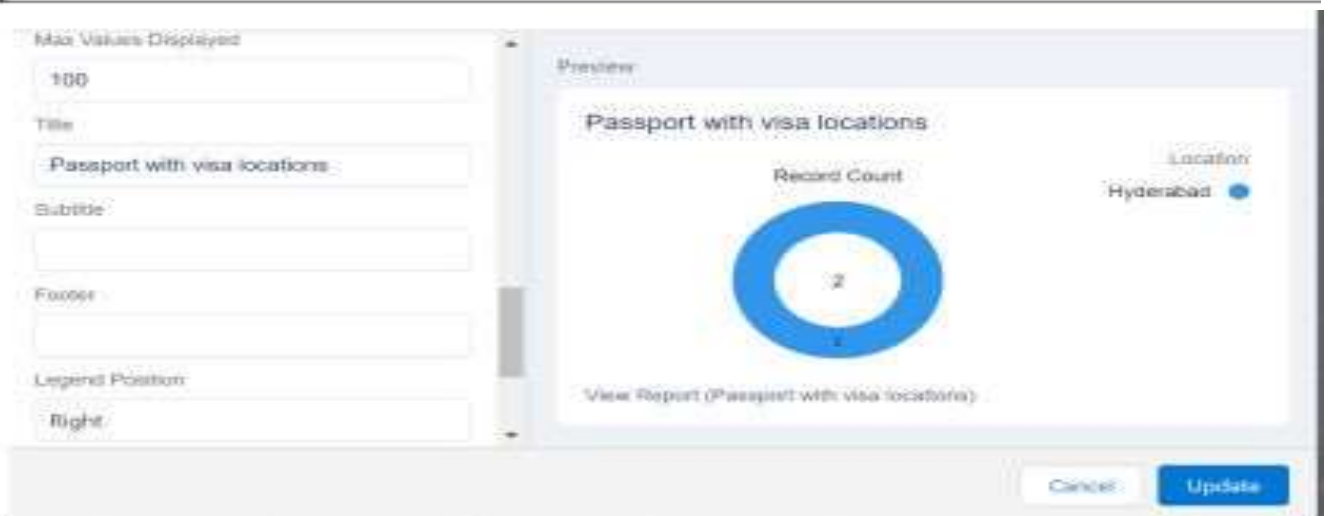 Max Values Displayed
100
Title
Passport with visa locations
Subtitle
Footer
Legend Position
Right
Preview
Passport with visa locations
Record Count
Location
Hyderabad
2
2
View Report (Passport with visa locations)
Cancel
Update